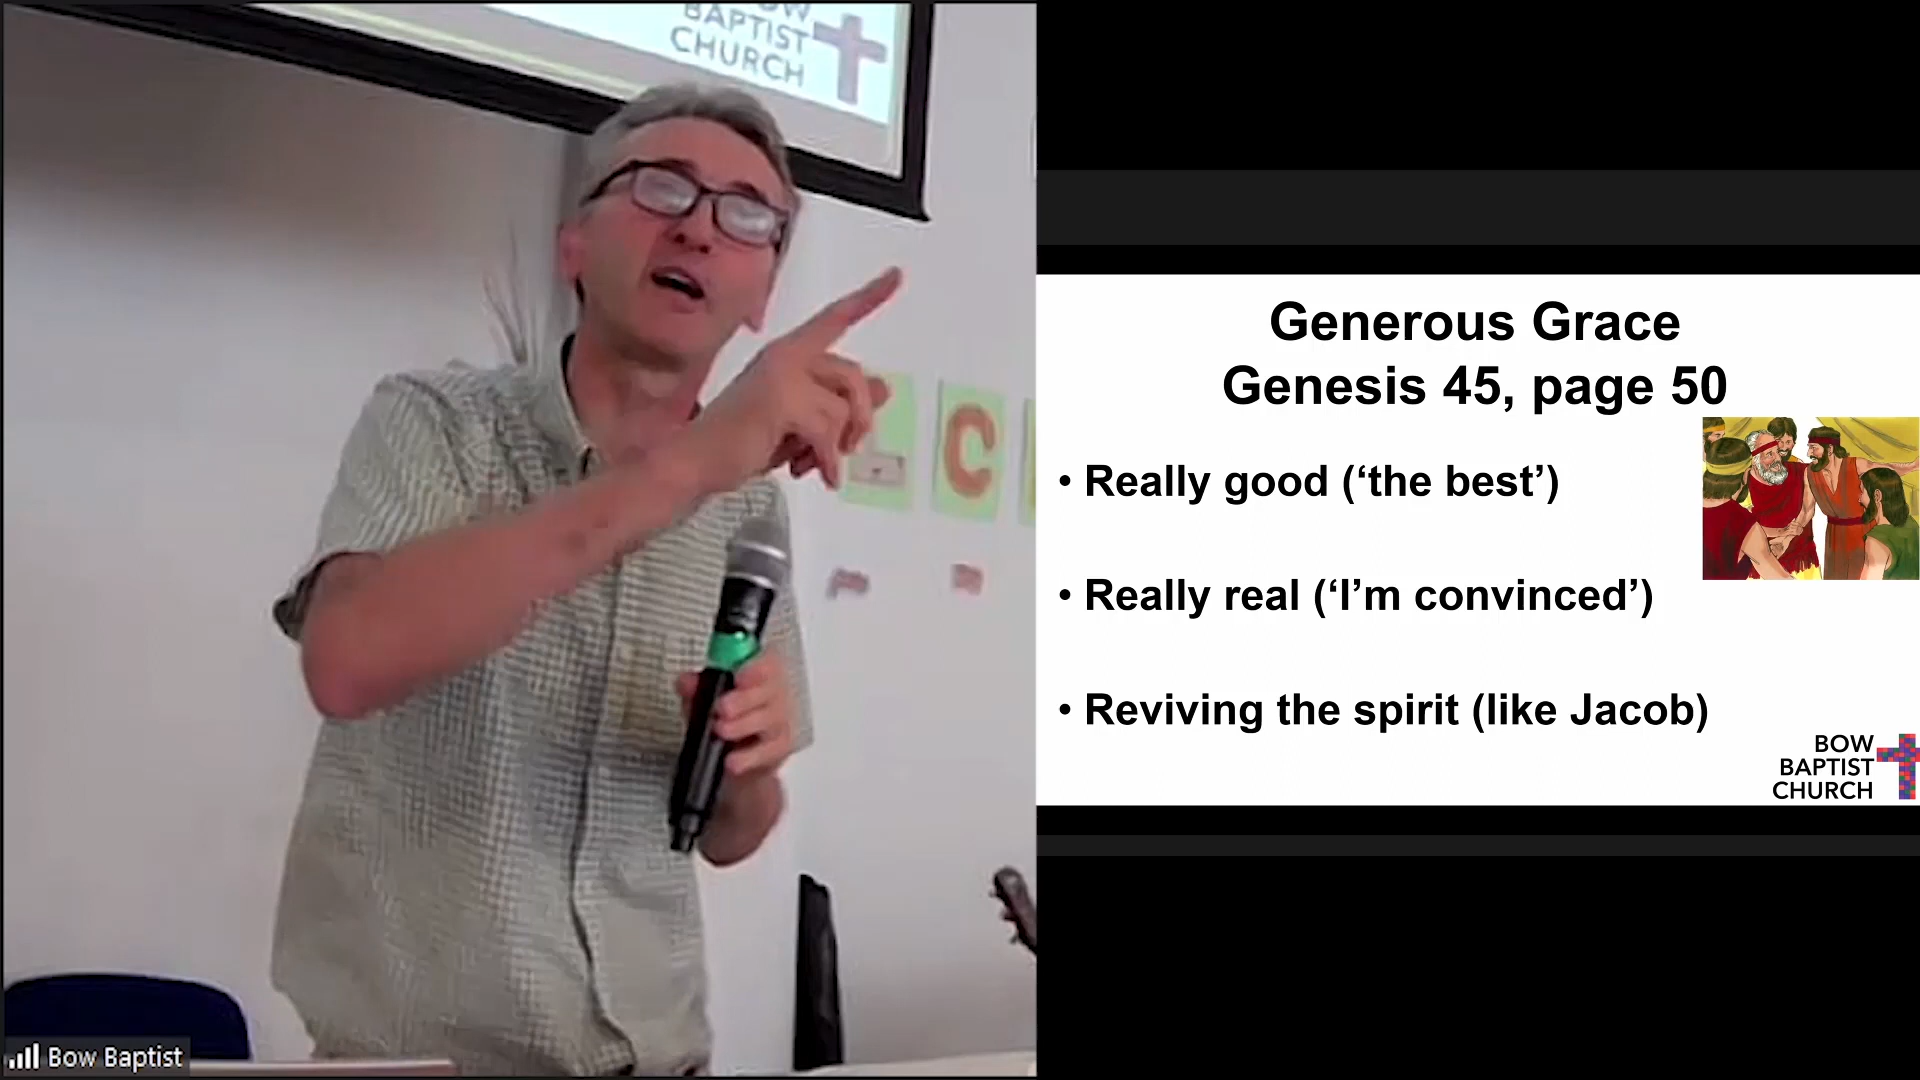 BOW
BAPTIST
CHURCH
C
Bow Baptist
Generous Grace
Genesis 45, page 50
• Really good (‘the best’)
• Really real (‘I’m convinced’)
• Reviving the spirit (like Jacob)
BOW
BAPTIST
CHURCH